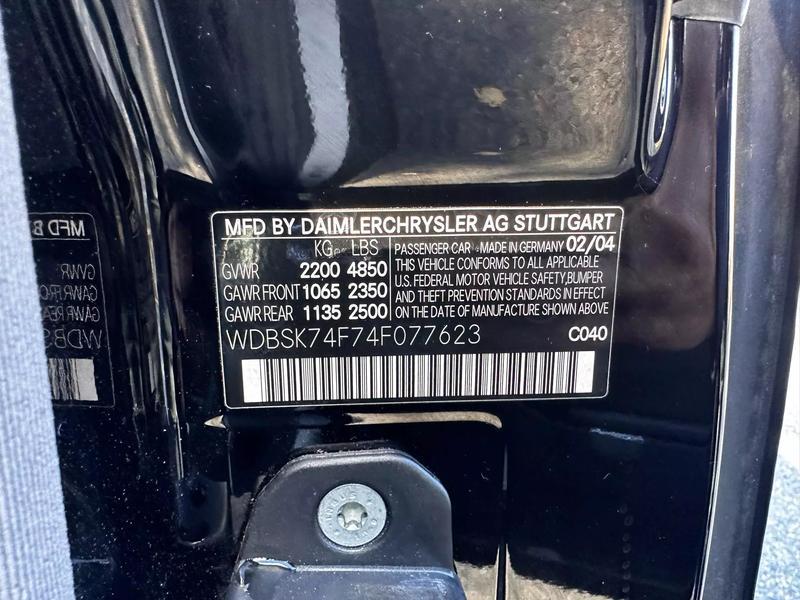 MFD BY DAIMLERCHRYSLER AG STUTTGART
KG LBS
GVWR 2200 4850
GAWR FRONT 1065 2350
GAWR REAR 1135 2500
PASSENGER CAR - MADE IN GERMANY 02/04
THIS VEHICLE CONFORMS TO ALL APPLICABLE
U.S. FEDERAL MOTOR VEHICLE SAFETY,BUMPER
AND THEFT PREVENTION STANDARDS IN EFFECT
ON THE DATE OF MANUFACTURE SHOWN ABOVE
WDBSK74F74F077623 C040